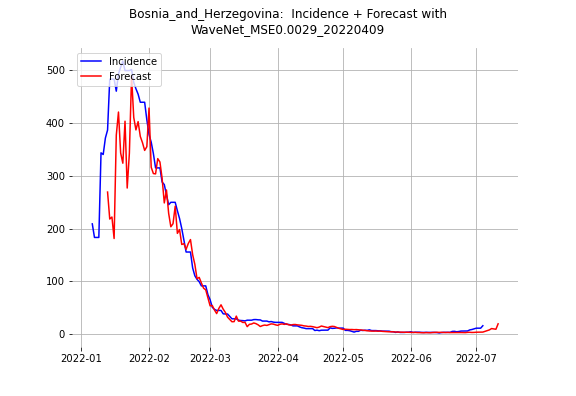 Bosnia_and_Herzegovina:  Incidence + Forecast with
WaveNet_MSE0.0029_20220409
Incidence
Forecast
500
400
300
200
100
0
2022-01 2022-02 2022-03 2022-04 2022-05 2022-06 2022-07